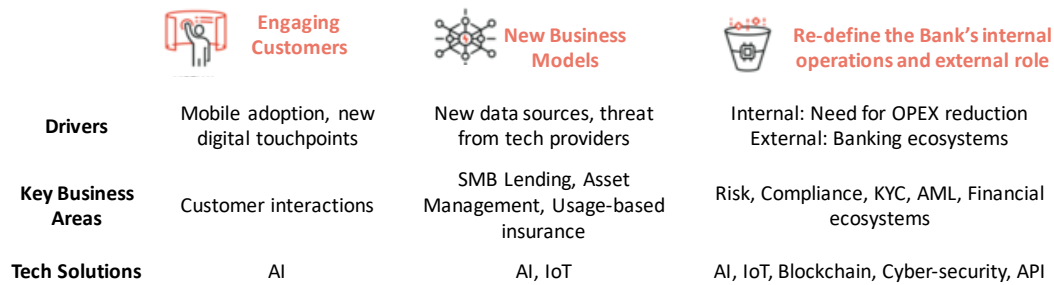 Engaging
Customers
New Business
Models
Re-define the Bank's internal
operations and external role
Drivers
Mobile adoption, new
digital touchpoints
New data sources, threat
from tech providers
Internal: Need for OPEX reduction
External: Banking ecosystems
Key Business
Areas
Customer interactions
SMB Lending, Asset
Management, Usage-based
insurance
Risk, Compliance, KYC, AML, Financial
ecosystems
Tech Solutions
AI
AI, IoT
AI, IoT, Blockchain, Cyber-security, API